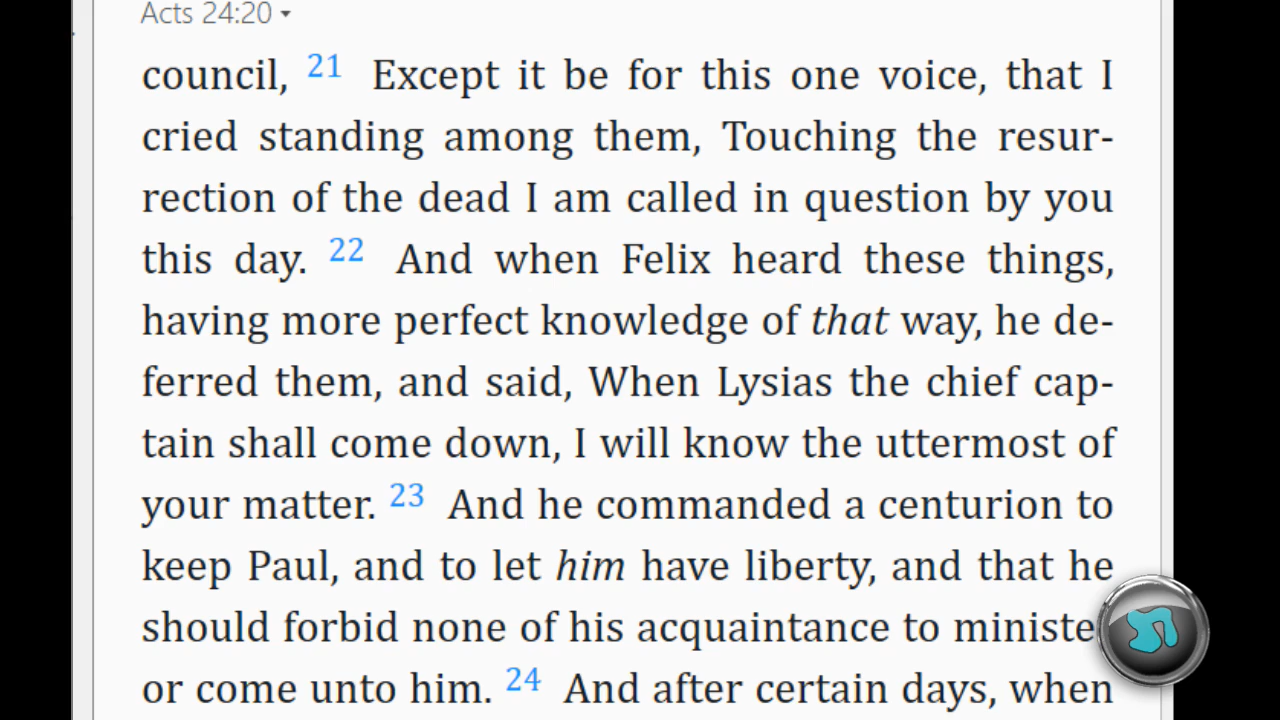 Acts 24:20
council, 21 Except it be for this one voice, that I
cried standing among them, Touching the resur-
rection of the dead I am called in question by you
this day. 22 And when Felix heard these things,
having more perfect knowledge of that way, he de-
ferred them, and said, When Lysias the chief cap-
tain shall come down, I will know the uttermost of
your matter. 23 And he commanded a centurion to
keep Paul, and to let him have liberty, and that he
should forbid none of his acquaintance to ministe
or come unto him. 24 And after certain days, when